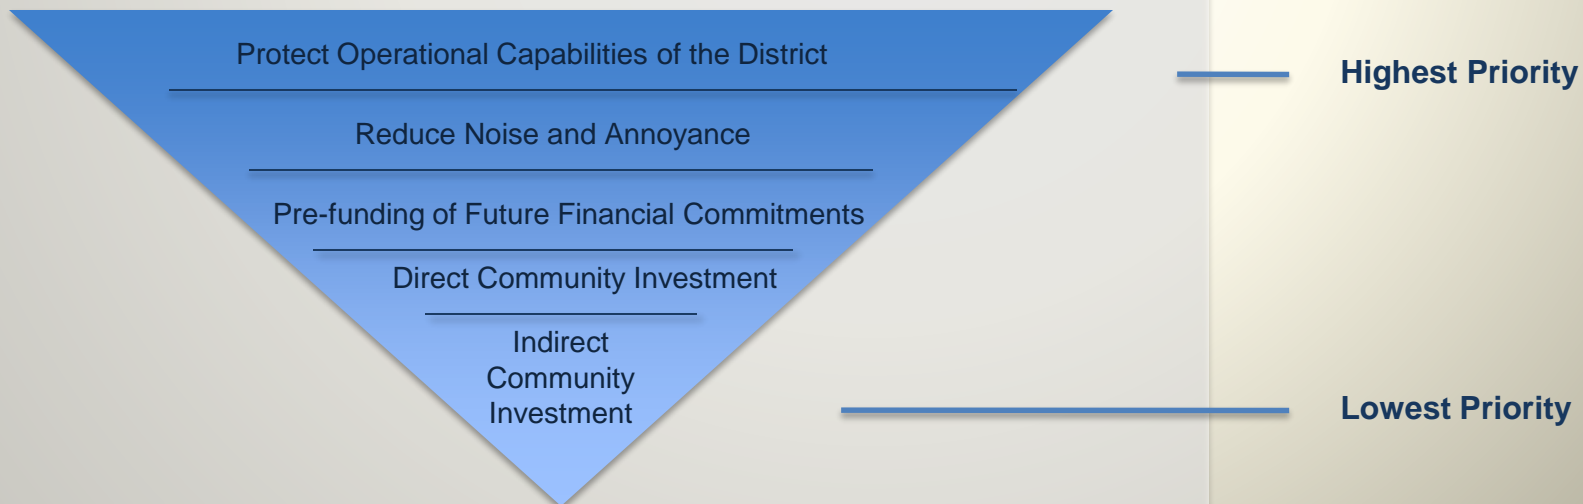 Protect Operational Capabilities of the District
Highest Priority
Reduce Noise and Annoyance
Pre-funding of Future Financial Commitments
Direct Community Investment
Indirect
Community
Investment
Lowest Priority